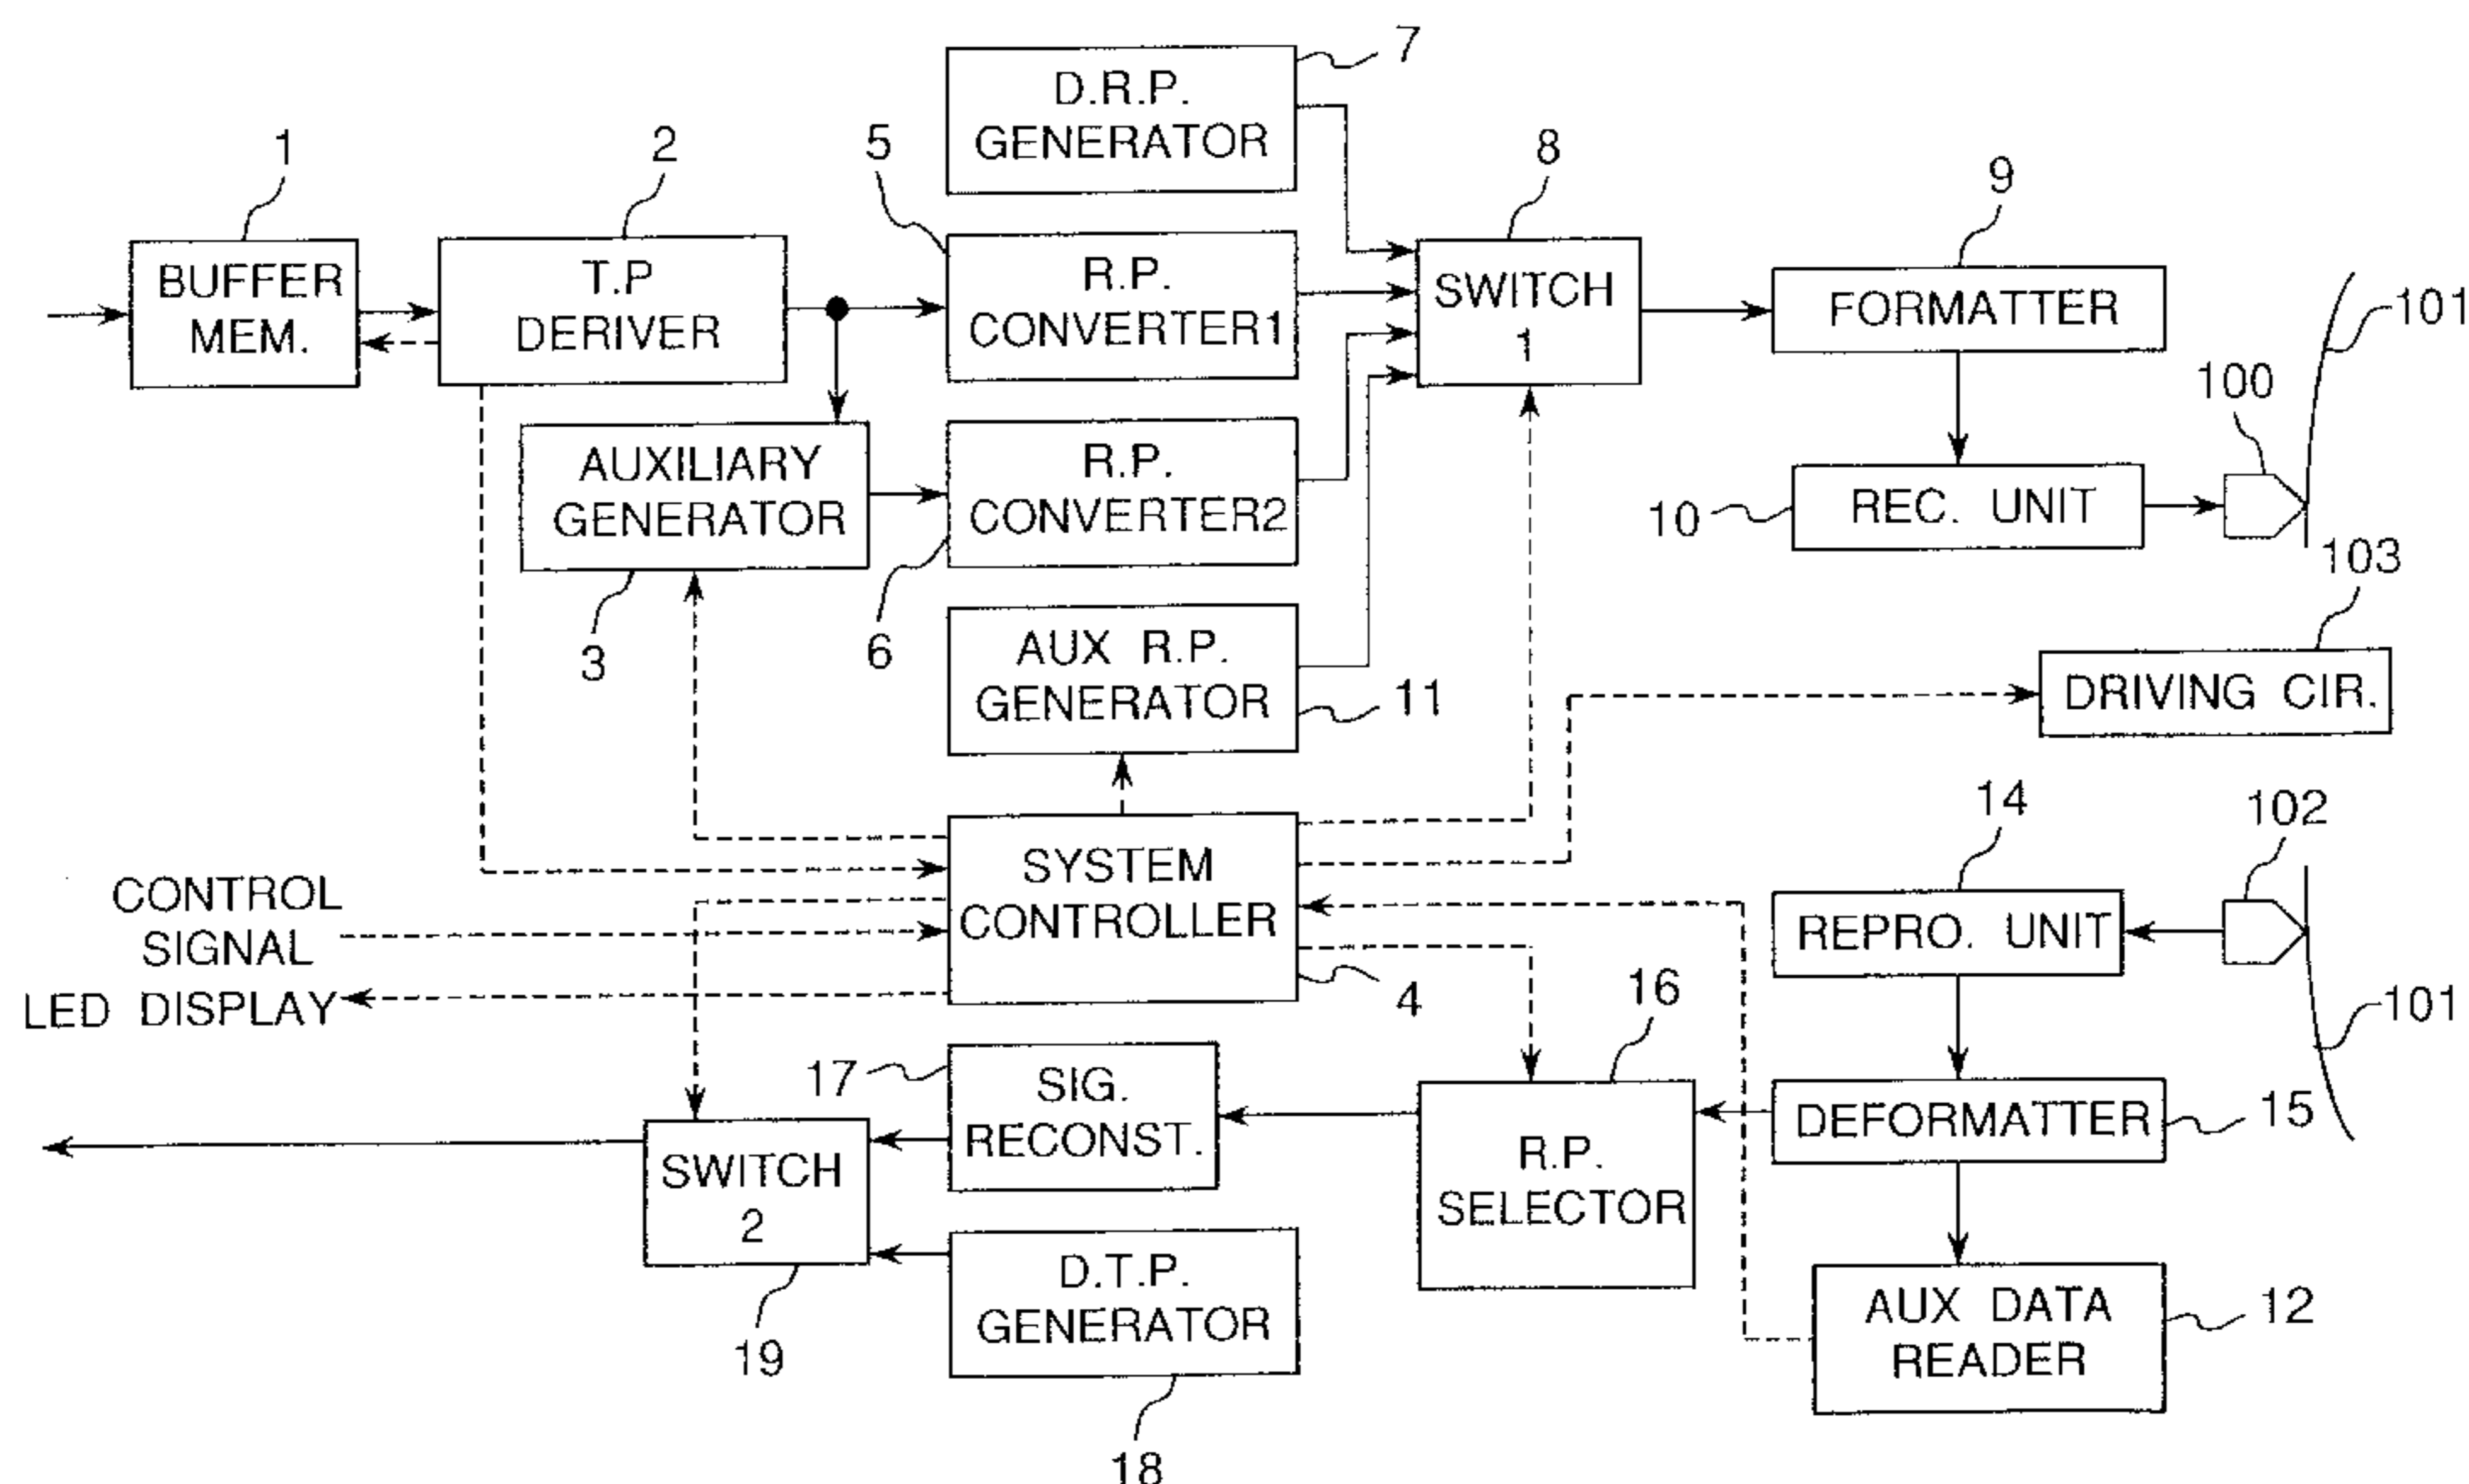 7
D.R.P.
GENERATOR
1
2
5
8
9
BUFFER
MEM.
T.P
DERIVER
R.P.
CONVERTER1
SWITCH
1
FORMATTER
101
100
AUXILIARY
GENERATOR
R.P.
CONVERTER2
10
REC. UNIT
3
6
103
AUX R.P.
GENERATOR
11
DRIVING CIR.
14
102
CONTROL
SIGNAL
LED DISPLAY
SYSTEM
CONTROLLER
4
REPRO. UNIT
16
101
17
SIG.
RECONST.
DEFORMATTER
15
SWITCH
2
R.P.
SELECTOR
D.T.P.
GENERATOR
AUX DATA
READER
12
19
18